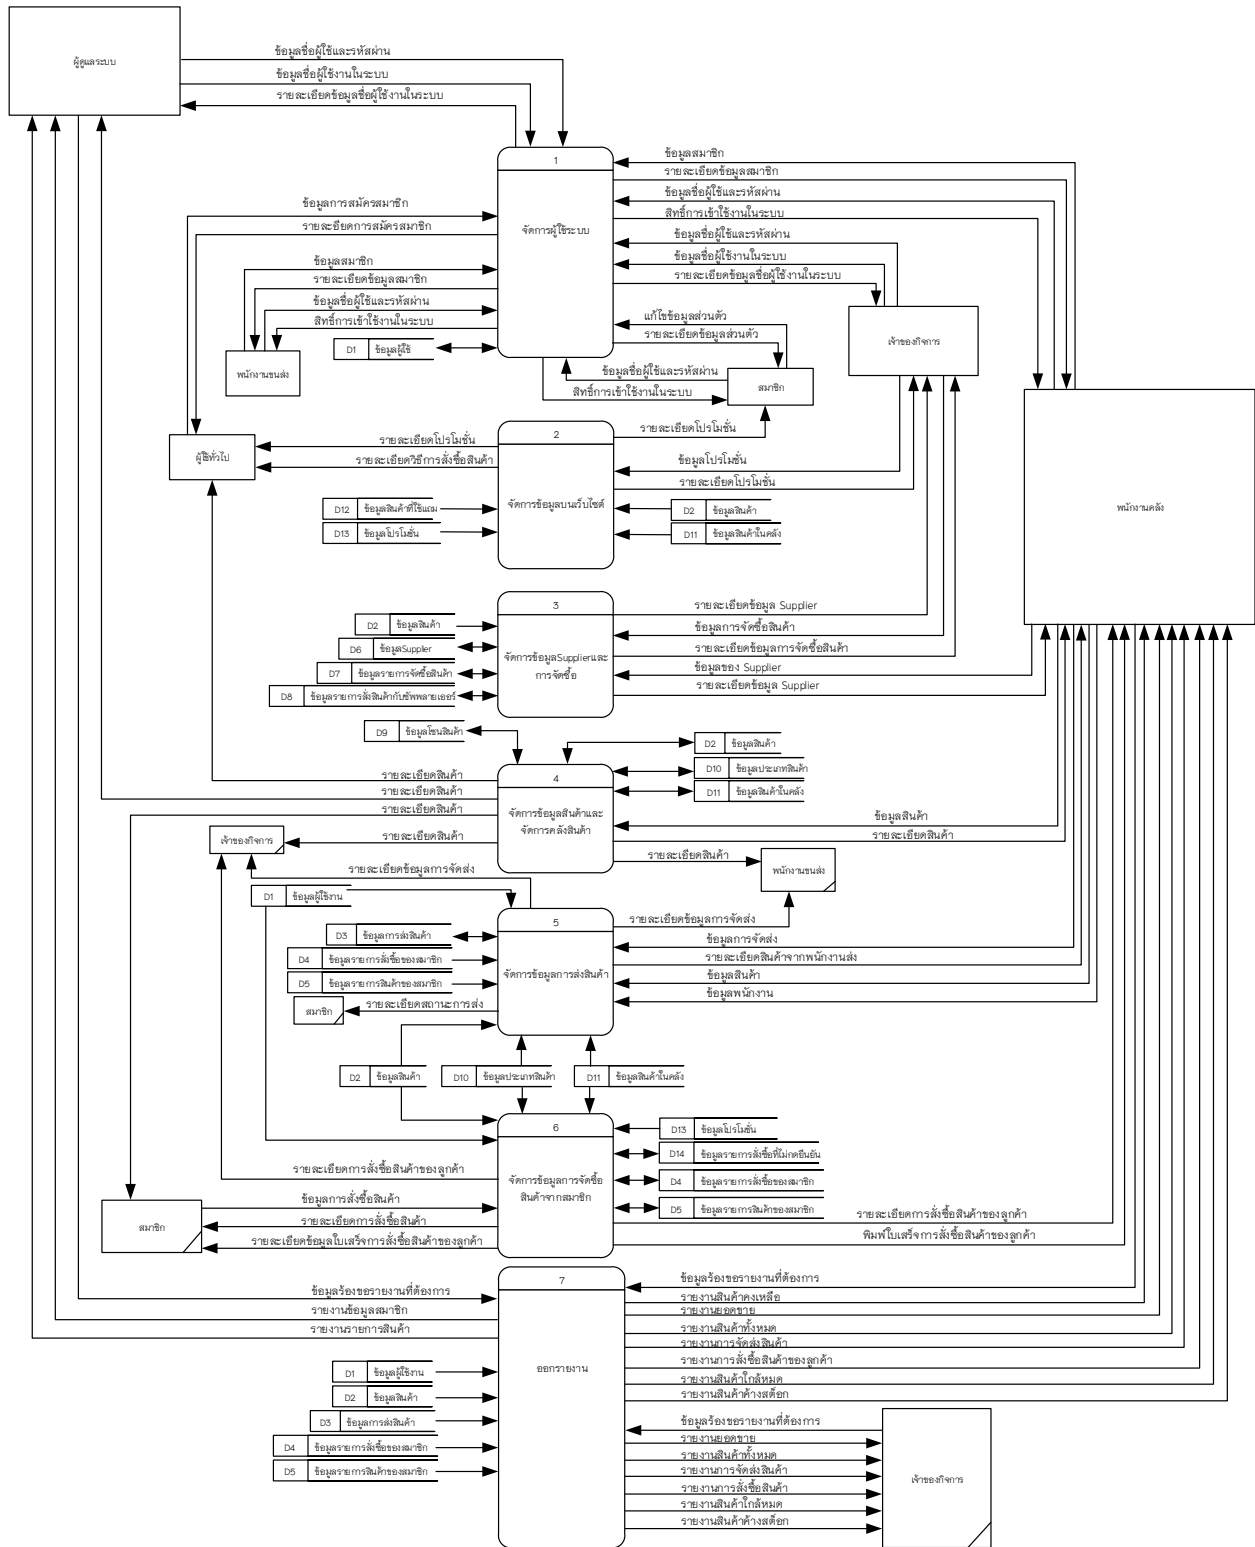 ผู้ดูแลระบบ
ข้อมูลชื่อผู้ใช้และรหัสผ่าน
ข้อมูลชื่อผู้ใช้งานในระบบ
รายละเอียดข้อมูลชื่อผู้ใช้งานในระบบ
1
จัดการผู้ใช้ระบบ
ข้อมูลสมาชิก
รายละเอียดข้อมูลสมาชิก
ข้อมูลชื่อผู้ใช้และรหัสผ่าน
สิทธิ์การเข้าใช้งานในระบบ
ข้อมูลชื่อผู้ใช้และรหัสผ่าน
ข้อมูลชื่อผู้ใช้งานในระบบ
รายละเอียดข้อมูลชื่อผู้ใช้งานในระบบ
แก้ไขข้อมูลส่วนตัว
รายละเอียดข้อมูลส่วนตัว
ข้อมูลการสมัครสมาชิก
รายละอียดการสมัครสมาชิก
ข้อมูลสมาชิก
รายละเอียดข้อมูลสมาชิก
ข้อมูลชื่อผู้ใช้และรหัสผ่าน
สิทธิ์การเข้าใช้งานในระบบ
D1 ข้อมูลผู้ใช้
พนักงานขนส่ง
ข้อมูลชื่อผู้ใช้และรหัสผ่าน
สิทธิ์การเข้าใช้งานในระบบ
สมาชิก
เจ้าของกิจการ
พนักงานคลัง
ผู้ใช้ทั่วไป
2
จัดการข้อมูลบนเว็บไซต์
รายละเอียดโปรโมชั่น
รายละเอียดวิธีการสั่งซื้อสินค้า
รายละเอียดโปรโมชั่น
ข้อมูลโปรโมชั่น
รายละเอียดโปรโมชั่น
D12 ข้อมูลสินค้าที่ใช้แถม
D13 ข้อมูลโปรโมชั่น
D2 ข้อมูลสินค้า
D11 ข้อมูลสินค้าในคลัง
3
จัดการข้อมูลSupplierและ
การจัดซื้อ
D2 ข้อมูลสินค้า
D6 ข้อมูลSupplier
D7 ข้อมูลรายการจัดซื้อสินค้า
D8 ข้อมูลรายการสั่งสินค้ากับซัพพลายเออร์
รายละเอียดข้อมูล Supplier
ข้อมูลการจัดซื้อสินค้า
รายละเอียดข้อมูลการจัดซื้อสินค้า
ข้อมูลของ Supplier
รายละเอียดข้อมูล Supplier
D9 ข้อมูลโซนสินค้า
D2 ข้อมูลสินค้า
D10 ข้อมูลประเภทสินค้า
D11 ข้อมูลสินค้าในคลัง
4
จัดการข้อมูลสินค้าและ
จัดการคลังสินค้า
รายละเอียดสินค้า
รายละเอียดสินค้า
รายละเอียดสินค้า
รายละเอียดสินค้า
ข้อมูลสินค้า
รายละเอียดสินค้า
รายละเอียดสินค้า
เจ้าของกิจการ
พนักงานขนส่ง
รายละเอียดข้อมูลการจัดส่ง
D1 ข้อมูลผู้ใช้งาน
5
จัดการข้อมูลการส่งสินค้า
D3 ข้อมูลการส่งสินค้า
D4 ข้อมูลรายการสั่งซื้อของสมาชิก
D5 ข้อมูลรายการสินค้าของสมาชิก
สมาชิก
รายละเอียดสถานะการส่ง
รายละเอียดข้อมูลการจัดส่ง
ข้อมูลการจัดส่ง
รายละเอียดสินค้าจากพนักงานส่ง
ข้อมูลสินค้า
ข้อมูลพนักงาน
D2 ข้อมูลสินค้า
D10 ข้อมูลประเภทสินค้า
D11 ข้อมูลสินค้าในคลัง
6
จัดการข้อมูลการจัดซื้อ
สินค้าจากสมาชิก
D13 ข้อมูลโปรโมชั่น
D14 ข้อมูลรายการสั่งซื้อที่ไม่กดยืนยัน
D4 ข้อมูลรายการสั่งซื้อของสมาชิก
D5 ข้อมูลรายการสินค้าของสมาชิก
รายละเอียดการสั่งซื้อสินค้าของลูกค้า
ข้อมูลการสั่งซื้อสินค้า
รายละเอียดการสั่งซื้อสินค้า
รายละเอียดข้อมูลใบเสร็จการสั่งซื้อสินค้าของลูกค้า
สมาชิก
รายละเอียดการสั่งซื้อสินค้าของลูกค้า
พิมพ์ใบเสร็จการสั่งซื้อสินค้าของลูกค้า
7
ออกรายงาน
ข้อมูลร้องขอรายงานที่ต้องการ
รายงานข้อมูลสมาชิก
รายงานรายการสินค้า
ข้อมูลร้องขอรายงานที่ต้องการ
รายงานสินค้าคงเหลือ
รายงานยอดขาย
รายงานสินค้าทั้งหมด
รายงานการจัดส่งสินค้า
รายงานการสั่งซื้อสินค้าของลูกค้า
รายงานสินค้าใกล้หมด
รายงานสินค้าค้างสต็อก
D1 ข้อมูลผู้ใช้งาน
D2 ข้อมูลสินค้า
D3 ข้อมูลการส่งสินค้า
D4 ข้อมูลรายการสั่งซื้อของสมาชิก
D5 ข้อมูลรายการสินค้าของสมาชิก
ข้อมูลร้องขอรายงานที่ต้องการ
รายงานยอดขาย
รายงานสินค้าทั้งหมด
รายงานการจัดส่งสินค้า
รายงานการสั่งซื้อสินค้า
รายงานสินค้าใกล้หมด
รายงานสินค้าค้างสต็อก
เจ้าของกิจการ